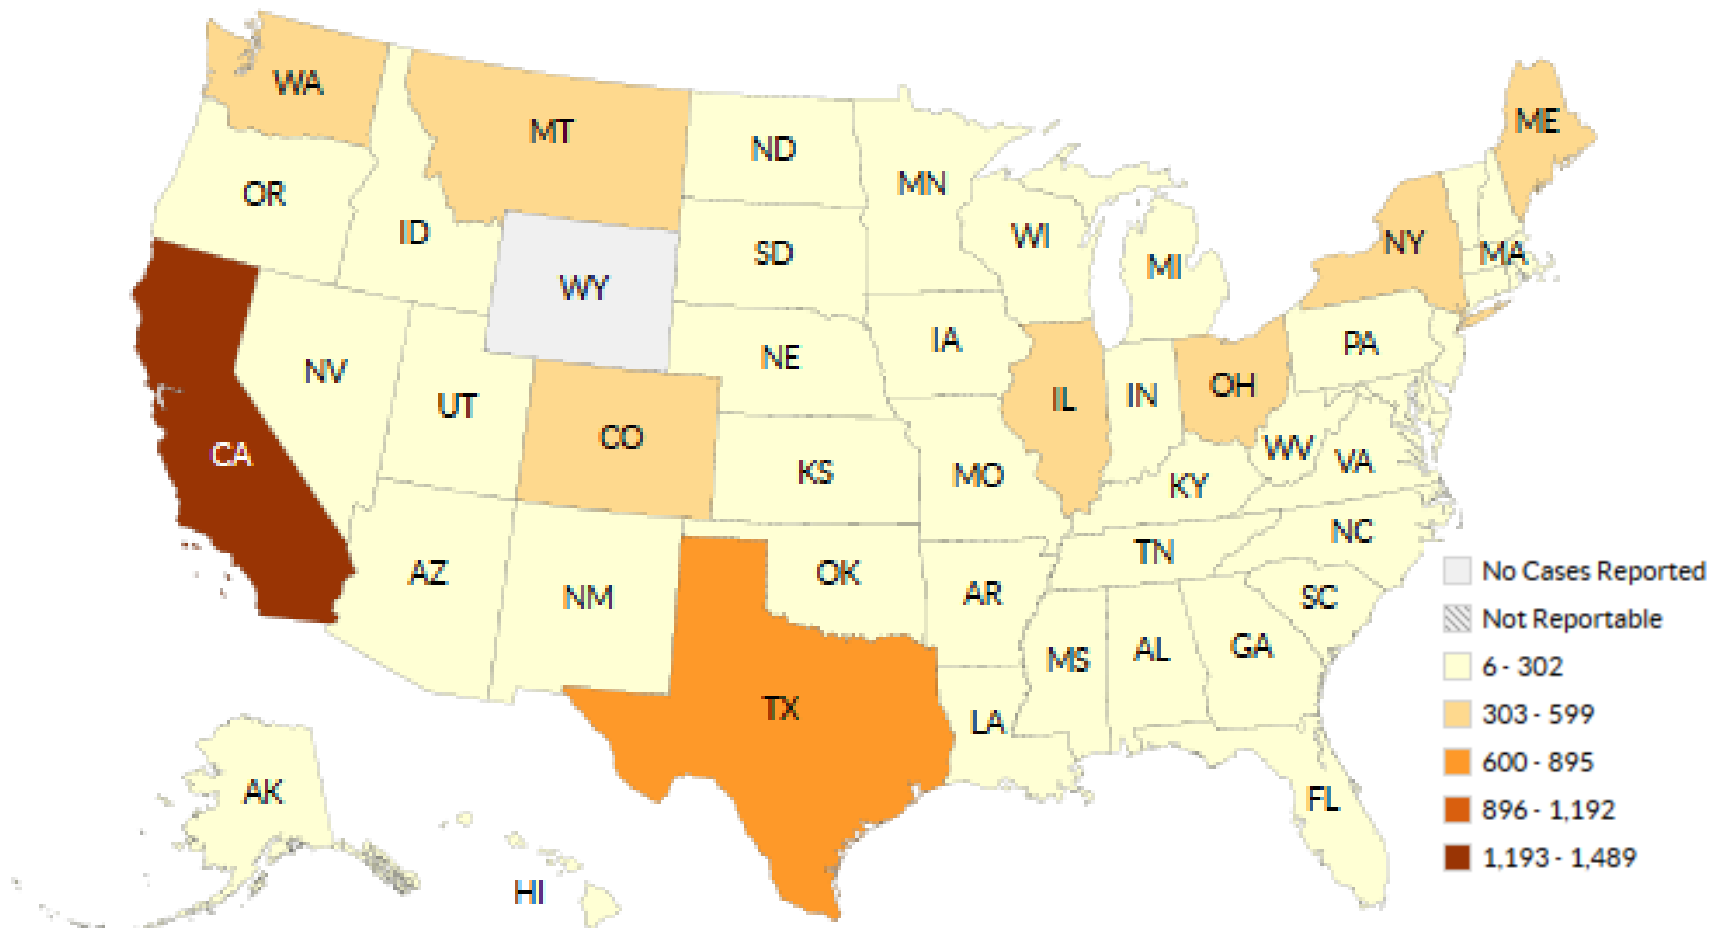 WA
MT
ME
ND
MN
OR
ID
WI
NY
MA
SD
MI
WY
IA
PA
NV
NE
UT
IL
IN
OH
CO
WV
CA
KS
MO
VA
KY
NC
TN
AZ
NM
OK
AR
SC
MS
AL
GA
TX
LA
AK
FL
HI
No Cases Reported
Not Reportable
6 - 302
303 - 599
600 - 895
896 - 1,192
1,193 - 1,489